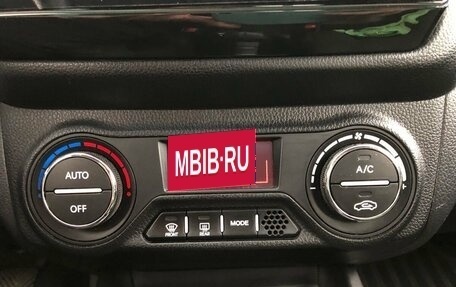 MBIB·RU
AUTO
OFF
A/C
FRONT
REAR
MODE